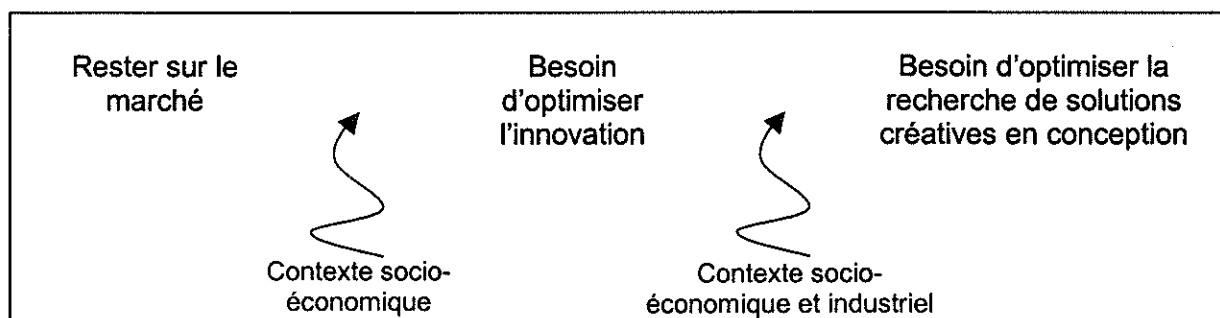 Rester sur le
marché
Besoin
d'optimiser
l'innovation
Besoin d'optimiser la
recherche de solutions
créatives en conception
Contexte socio-
économique
Contexte socio-
économique et industriel